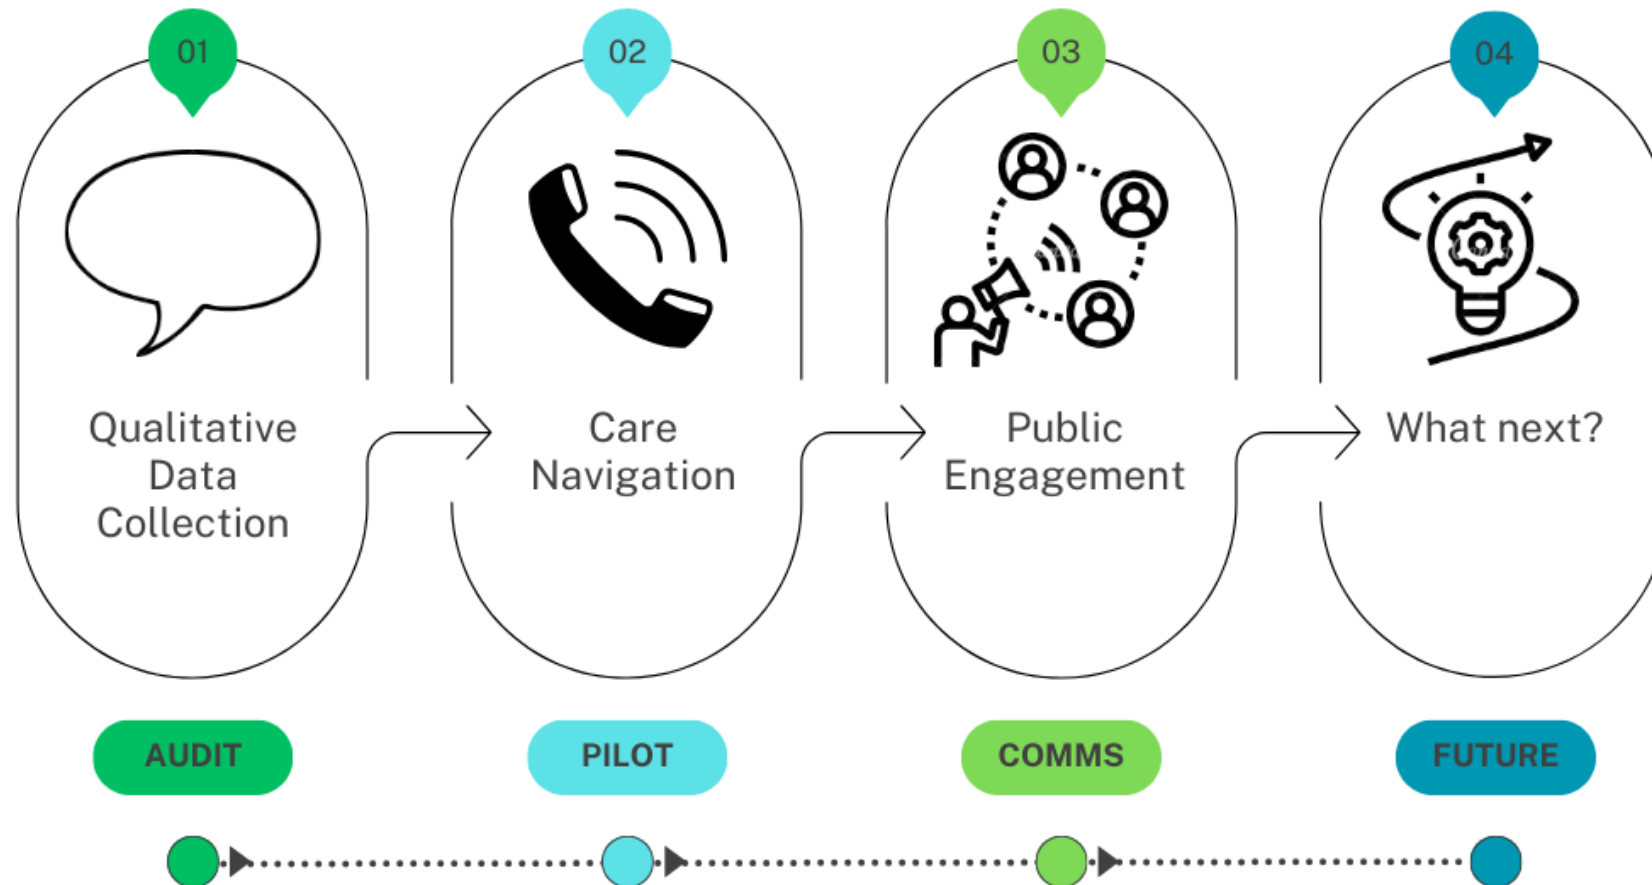 01
02
03
04
Qualitative
Data
Collection
Care
Navigation
Public
Engagement
What next?
AUDIT
PILOT
COMMS
FUTURE